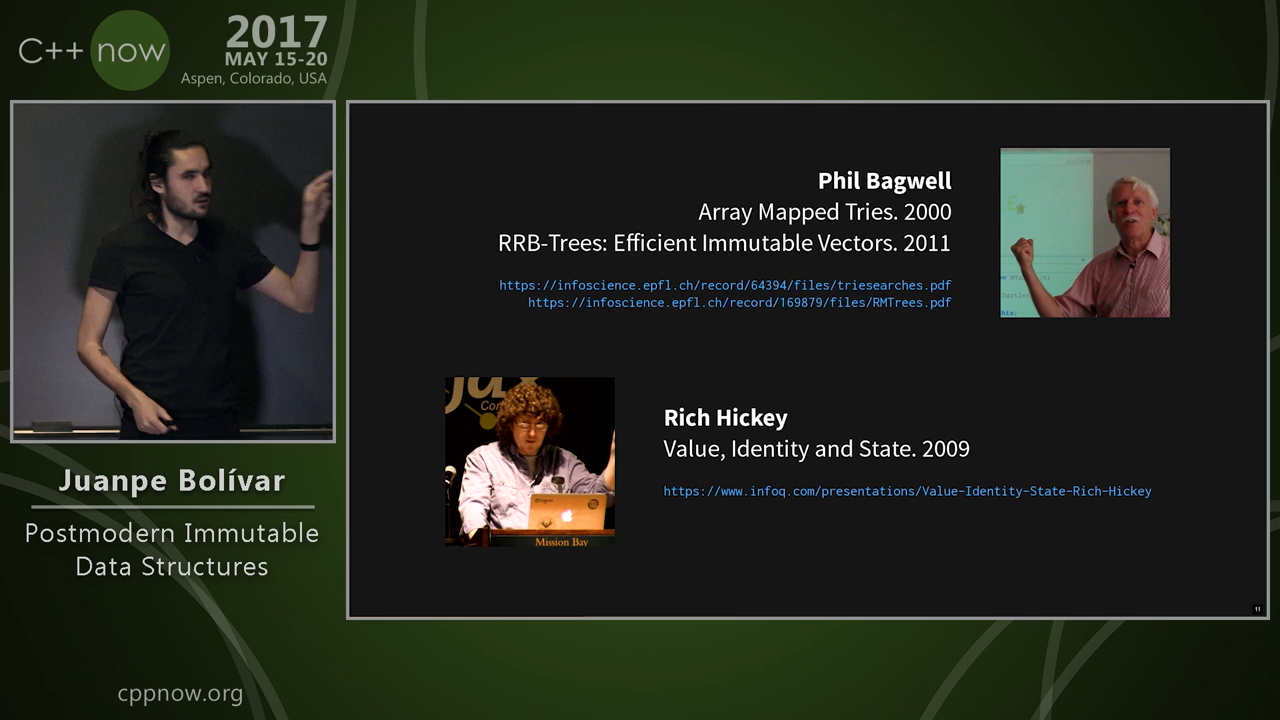 C++ now
2017
MAY 15-20
Aspen, Colorado, USA
Phil Bagwell
Array Mapped Tries. 2000
RRB-Trees: Efficient Immutable Vectors. 2011
https://infoscience.epfl.ch/record/64394/files/triesearches.pdf
https://infoscience.epfl.ch/record/169879/files/RMTrees.pdf
Rich Hickey
Value, Identity and State. 2009
https://www.infoq.com/presentations/Value-Identity-State-Rich-Hickey
Mission Bay
11
Juanpe Bolívar
Postmodern Immutable
Data Structures
cppnow.org